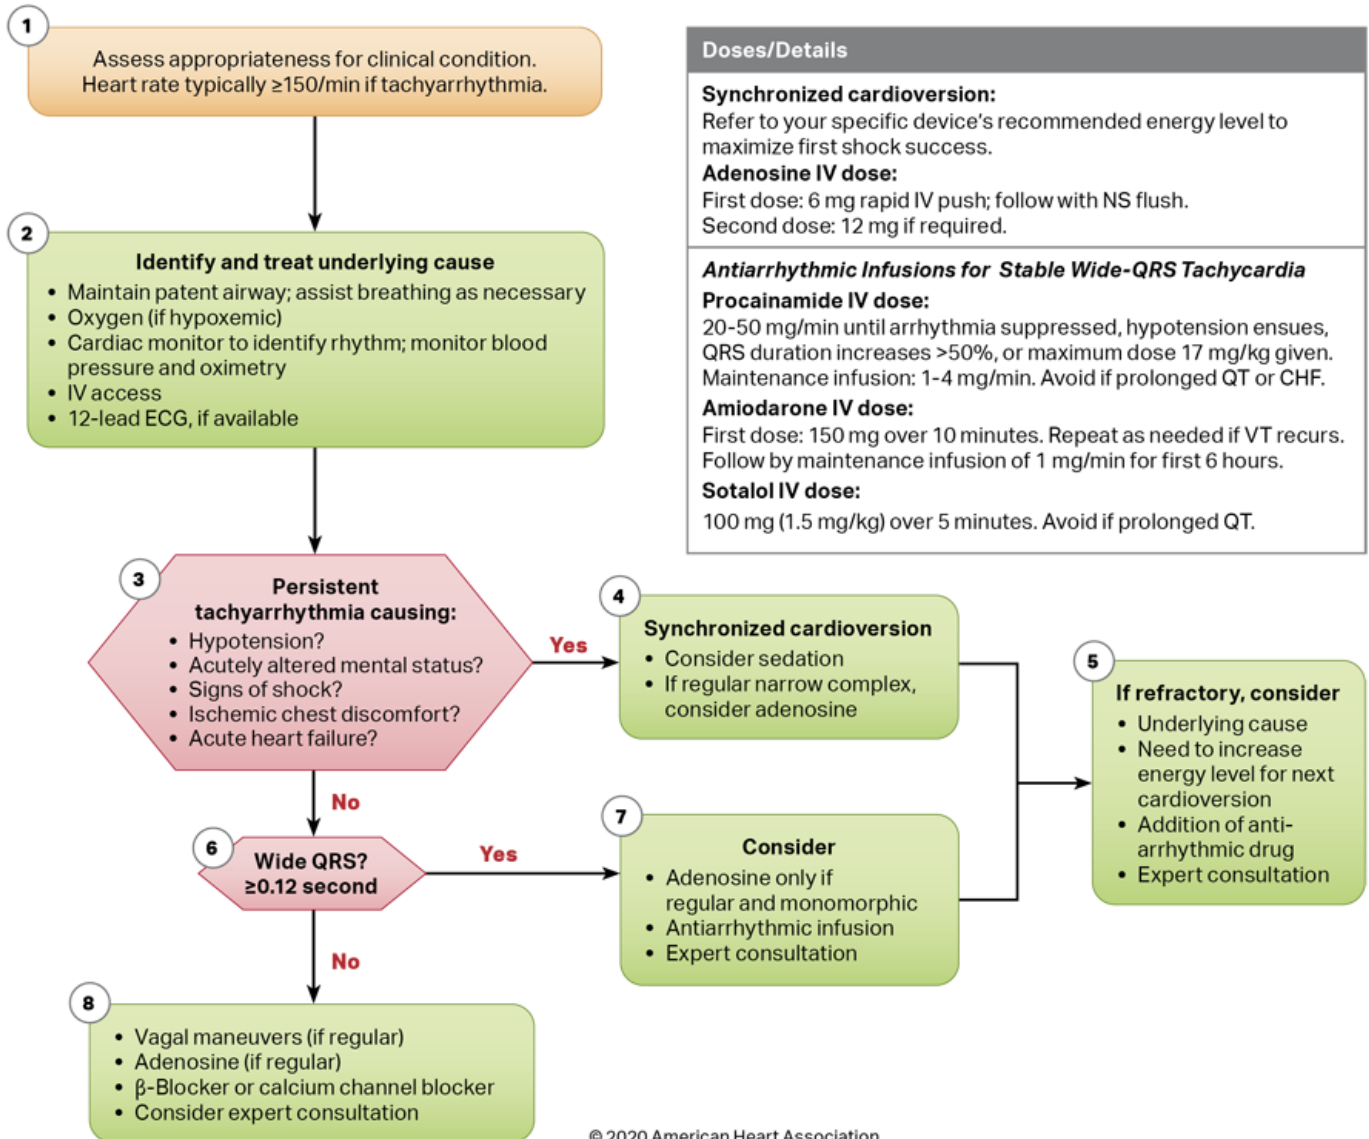 1
Assess appropriateness for clinical condition.
Heart rate typically ≥150/min if tachyarrhythmia.
2
Identify and treat underlying cause
• Maintain patent airway; assist breathing as necessary
• Oxygen (if hypoxemic)
• Cardiac monitor to identify rhythm; monitor blood
pressure and oximetry
• IV access
• 12-lead ECG, if available
3
Persistent
tachyarrhythmia causing:
• Hypotension?
• Acutely altered mental status?
• Signs of shock?
• Ischemic chest discomfort?
• Acute heart failure?
Yes
4
Synchronized cardioversion
• Consider sedation
• If regular narrow complex,
consider adenosine
5
If refractory, consider
• Underlying cause
• Need to increase
energy level for next
cardioversion
• Addition of anti-
arrhythmic drug
• Expert consultation
No
6
Wide QRS?
≥0.12 second
Yes
7
Consider
• Adenosine only if
regular and monomorphic
• Antiarrhythmic infusion
• Expert consultation
No
8
• Vagal maneuvers (if regular)
• Adenosine (if regular)
• β-Blocker or calcium channel blocker
• Consider expert consultation
Doses/Details
Synchronized cardioversion:
Refer to your specific device's recommended energy level to
maximize first shock success.
Adenosine IV dose:
First dose: 6 mg rapid IV push; follow with NS flush.
Second dose: 12 mg if required.
Antiarrhythmic Infusions for Stable Wide-QRS Tachycardia
Procainamide IV dose:
20-50 mg/min until arrhythmia suppressed, hypotension ensues,
QRS duration increases >50%, or maximum dose 17 mg/kg given.
Maintenance infusion: 1-4 mg/min. Avoid if prolonged QT or CHF.
Amiodarone IV dose:
First dose: 150 mg over 10 minutes. Repeat as needed if VT recurs.
Follow by maintenance infusion of 1 mg/min for first 6 hours.
Sotalol IV dose:
100 mg (1.5 mg/kg) over 5 minutes. Avoid if prolonged QT.
© 2020 American Heart Association